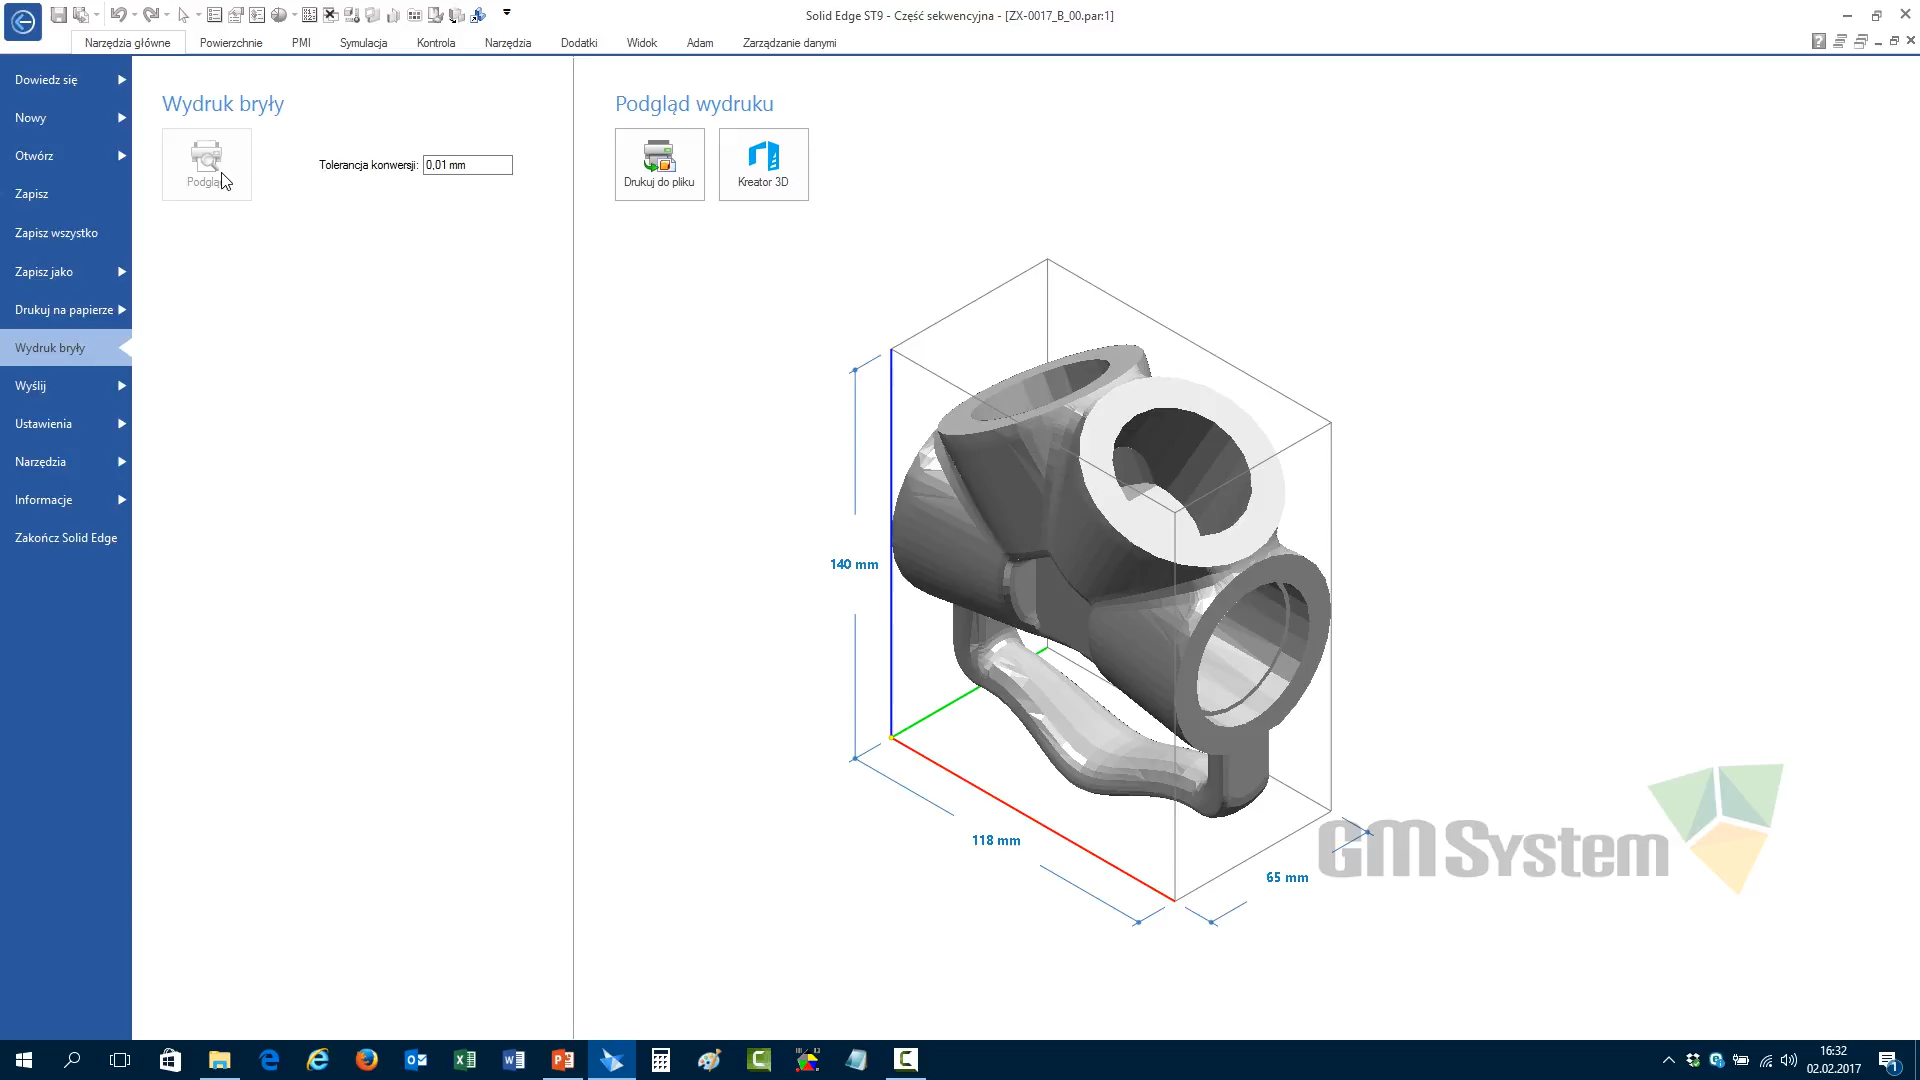 Solid Edge ST9 - Część sekwencyjna - [ZX-0017_B_00.par:1]
Narzędzia główne
Powierzchnie
PMI
Symulacja
Kontrola
Narzędzia
Dodatki
Widok
Adam
Zarządzanie danymi
Dowiedz się
Nowy
Otwórz
Zapisz
Zapisz wszystko
Zapisz jako
Drukuj na papierze
Wydruk bryły
Wyślij
Ustawienia
Narzędzia
Informacje
Zakończ Solid Edge
Wydruk bryły
Tolerancja konwersji: 0,01 mm
Podgląd wydruku
Drukuj do pliku
Kreator 3D
140 mm
118 mm
65 mm
GM System
16:32
02.02.2017